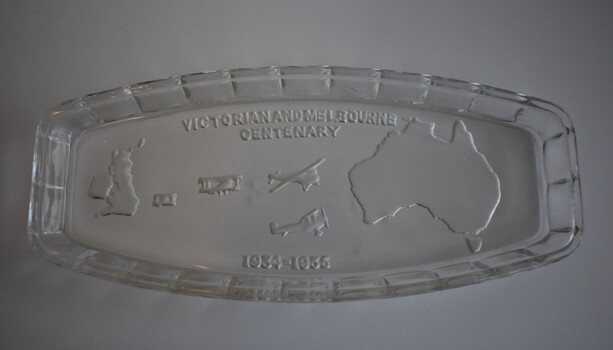 VICTORIAN AND MELBOURNE
CENTENARY
1934-1935